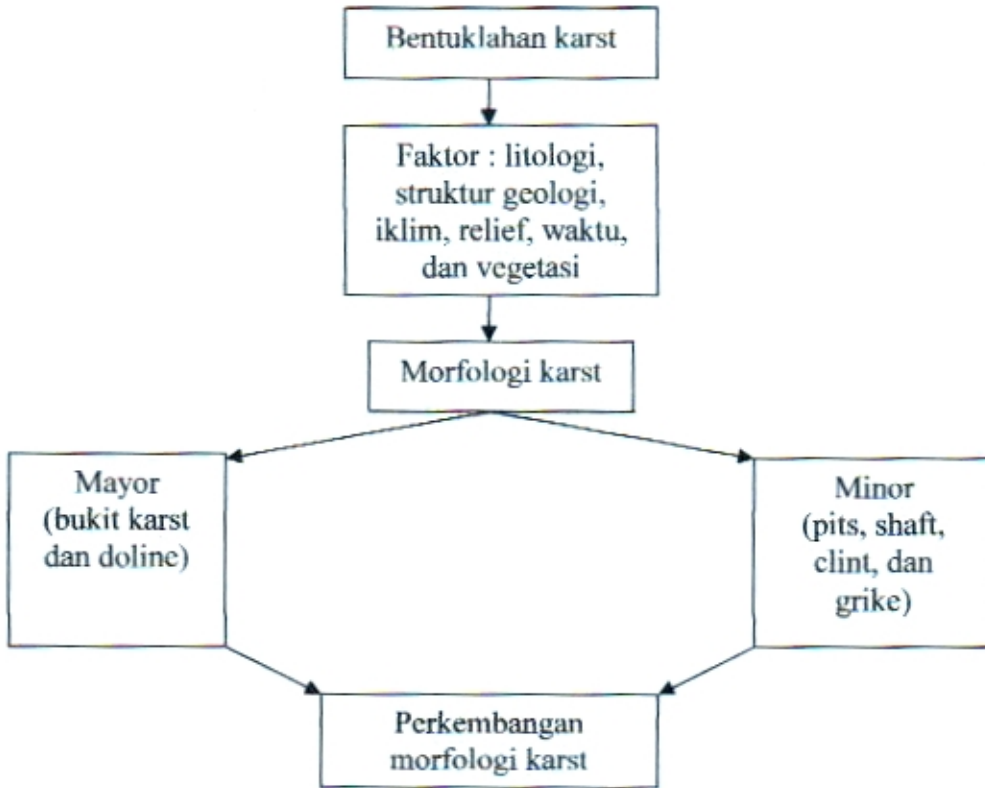 Bentuklahan karst
Faktor : litologi,
struktur geologi,
iklim, relief, waktu,
dan vegetasi
Morfologi karst
Mayor
(bukit karst
dan doline)
Minor
(pits, shaft,
clint, dan
grike)
Perkembangan
morfologi karst